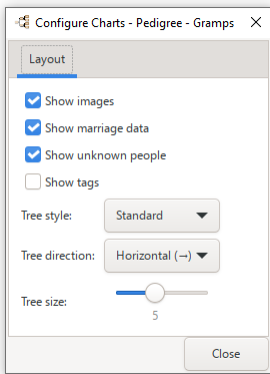 Configure Charts - Pedigree - Gramps
Layout
Show images
Show marriage data
Show unknown people
Show tags
Tree style: Standard
Tree direction: Horizontal (→)
Tree size:
5
Close